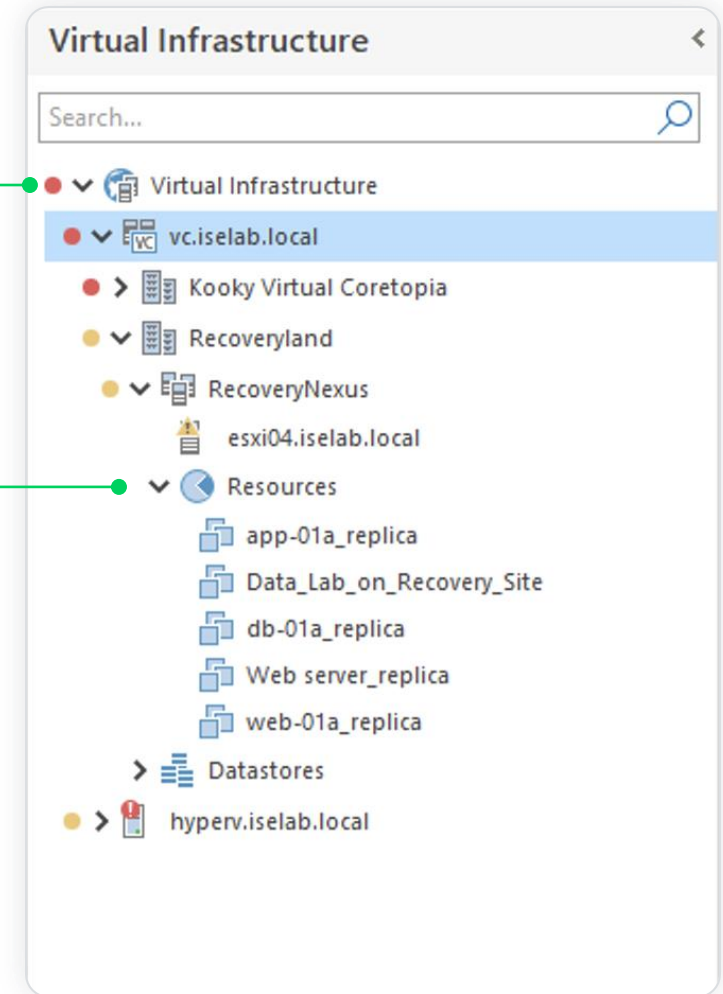 Virtual Infrastructure
Search...
Virtual Infrastructure
VC vc.iselab.local
Kooky Virtual Coretopia
Recoveryland
RecoveryNexus
esxi04.iselab.local
Resources
app-01a_replica
Data_Lab_on_Recovery_Site
db-01a_replica
Web server_replica
web-01a_replica
Datastores
hyperv.iselab.local